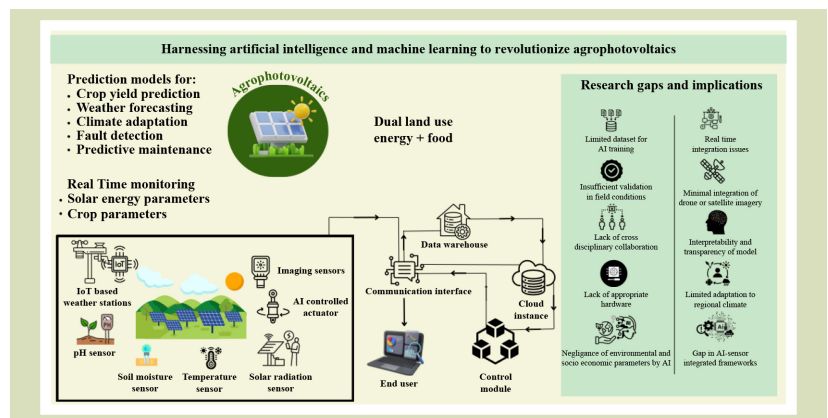 Harnessing artificial intelligence and machine learning to revolutionize agrophotovoltaics
Prediction models for:
• Crop yield prediction
• Weather forecasting
• Climate adaptation
• Fault detection
• Predictive maintenance
Agrophotovoltaics
Dual land use
energy + food
Real Time monitoring
• Solar energy parameters
• Crop parameters
IoT
IoT based
weather stations
Imaging sensors
AI controlled
actuator
PH
pH sensor
Soil moisture
sensor
Temperature
sensor
Solar radiation
sensor
Data warehouse
Communication interface
Cloud
instance
End user
Control
module
Research gaps and implications
Limited dataset for
AI training
Real time
integration issues
Insufficient validation
in field conditions
Minimal integration of
drone or satellite imagery
Lack of cross
disciplinary collaboration
Interpretability and
transparency of model
Lack of appropriate
hardware
Limited adaptation to
regional climate
Ai
Negligance of environmental and
socio economic parameters by AI
Gap in AI-sensor
integrated frameworks